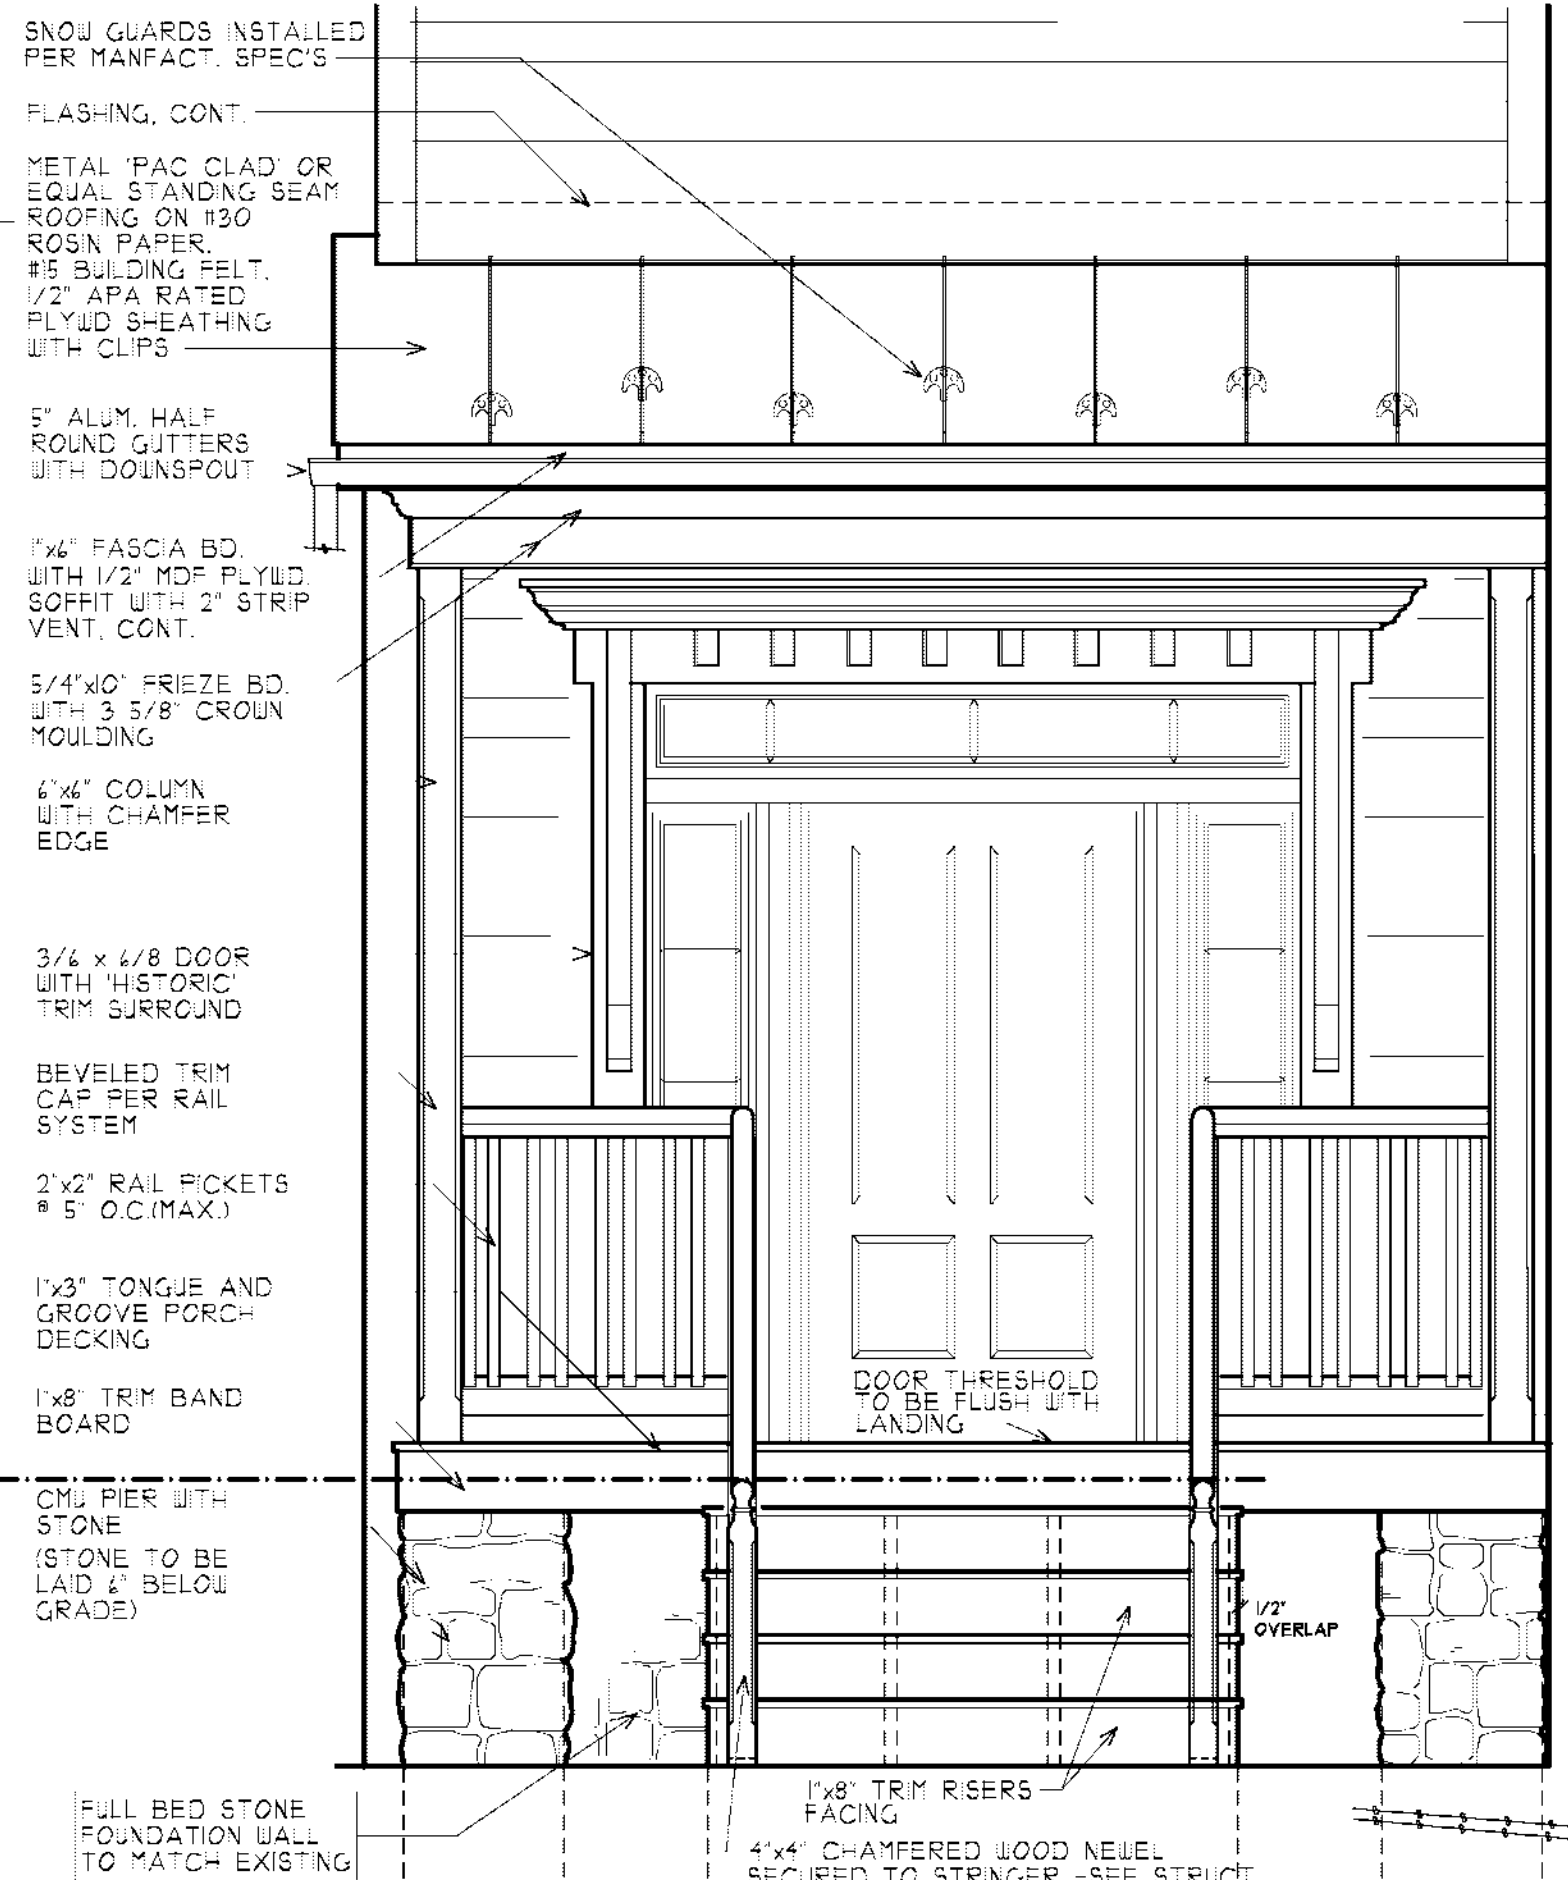 SNOW GUARDS INSTALLED
PER MANFACT. SPEC'S
FLASHING, CONT.
METAL 'PAC CLAD' OR
EQUAL STANDING SEAM
ROOFING ON #30
ROSIN PAPER.
#15 BUILDING FELT,
1/2" APA RATED
PLYWD SHEATHING
WITH CLIPS
5" ALUM. HALF
ROUND GUTTERS
WITH DOWNSPOUT
1"x6" FASCIA BD.
WITH 1/2" MDF PLYWD.
SOFFIT WITH 2" STRIP
VENT, CONT.
5/4"x10" FRIEZE BD.
WITH 3 5/8" CROWN
MOULDING
6"x6" COLUMN
WITH CHAMFER
EDGE
3/6 x 6/8 DOOR
WITH 'HISTORIC'
TRIM SURROUND
BEVELED TRIM
CAP PER RAIL
SYSTEM
2"x2" RAIL PICKETS
@ 5" O.C.(MAX.)
1"x3" TONGUE AND
GROOVE PORCH
DECKING
1"x8" TRIM BAND
BOARD
DOOR THRESHOLD
TO BE FLUSH WITH
LANDING
CMU PIER WITH
STONE
(STONE TO BE
LAID 6" BELOW
GRADE)
1/2"
OVERLAP
FULL BED STONE
FOUNDATION WALL
TO MATCH EXISTING
1"x8" TRIM RISERS
FACING
4"x4" CHAMFERED WOOD NEWEL
SECURED TO STRINGER -SEE STRUCT